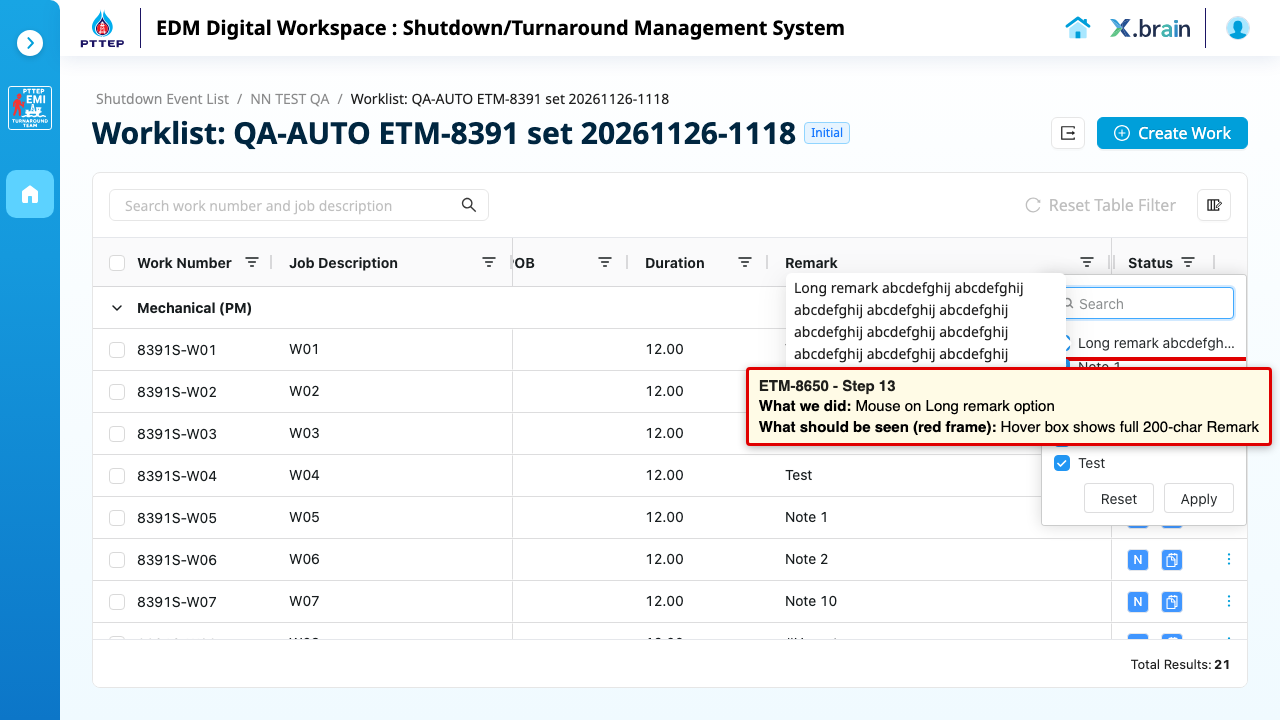 PTTEP
EDM Digital Workspace : Shutdown/Turnaround Management System
X.brain
PTTEP
EMI
TURNAROUND
TEAM
Shutdown Event List / NN TEST QA / Worklist: QA-AUTO ETM-8391 set 20261126-1118
Worklist: QA-AUTO ETM-8391 set 20261126-1118
Initial
Create Work
Search work number and job description
Reset Table Filter
Work Number
Job Description
POB
Duration
Remark
Status
Long remark abcdefghij abcdefghij
abcdefghij abcdefghij abcdefghij
abcdefghij abcdefghij abcdefghij
abcdefghij abcdefghij abcdefghij
Search
Long remark abcdefgh...
Note 1
Mechanical (PM)
8391S-W01 W01 12.00
8391S-W02 W02 12.00
ETM-8650 - Step 13
What we did: Mouse on Long remark option
What should be seen (red frame): Hover box shows full 200-char Remark
8391S-W03 W03 12.00
Test
8391S-W04 W04 12.00 Test
Reset
Apply
8391S-W05 W05 12.00 Note 1
8391S-W06 W06 12.00 Note 2 N
8391S-W07 W07 12.00 Note 10 N
Total Results: 21